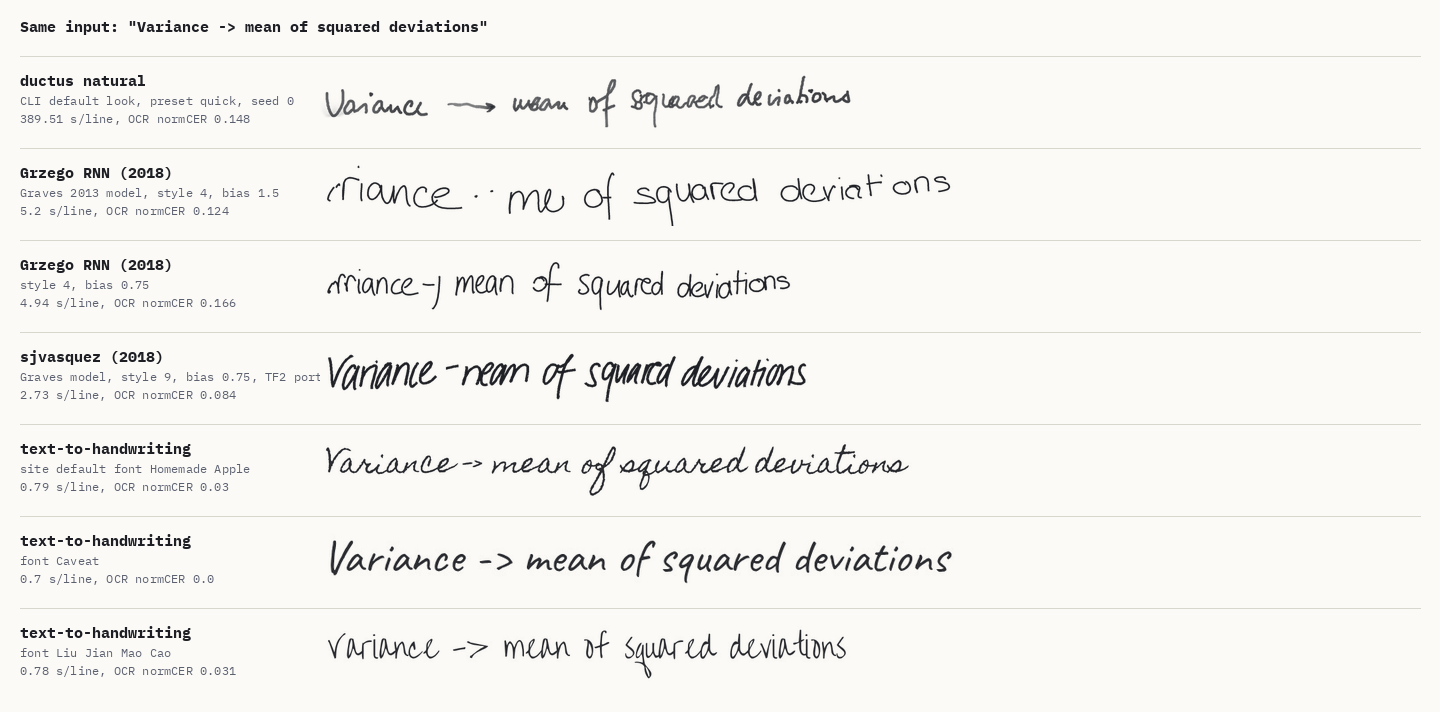 Same input: "Variance -> mean of squared deviations"
ductus natural
CLI default look, preset quick, seed 0
389.51 s/line, OCR normCER 0.148
Variance → mean of squared deviations
Grzego RNN (2018)
Graves 2013 model, style 4, bias 1.5
5.2 s/line, OCR normCER 0.124
riance .. me of squared deviations
Grzego RNN (2018)
style 4, bias 0.75
4.94 s/line, OCR normCER 0.166
rriance -j mean of squared deviations
sjvasquez (2018)
Graves model, style 9, bias 0.75, TF2 port
2.73 s/line, OCR normCER 0.084
Variance - nean of squared deviations
text-to-handwriting
site default font Homemade Apple
0.79 s/line, OCR normCER 0.03
Variance -> mean of squared deviations
text-to-handwriting
font Caveat
0.7 s/line, OCR normCER 0.0
Variance -> mean of squared deviations
text-to-handwriting
font Liu Jian Mao Cao
0.78 s/line, OCR normCER 0.031
variance -> mean of squared deviations